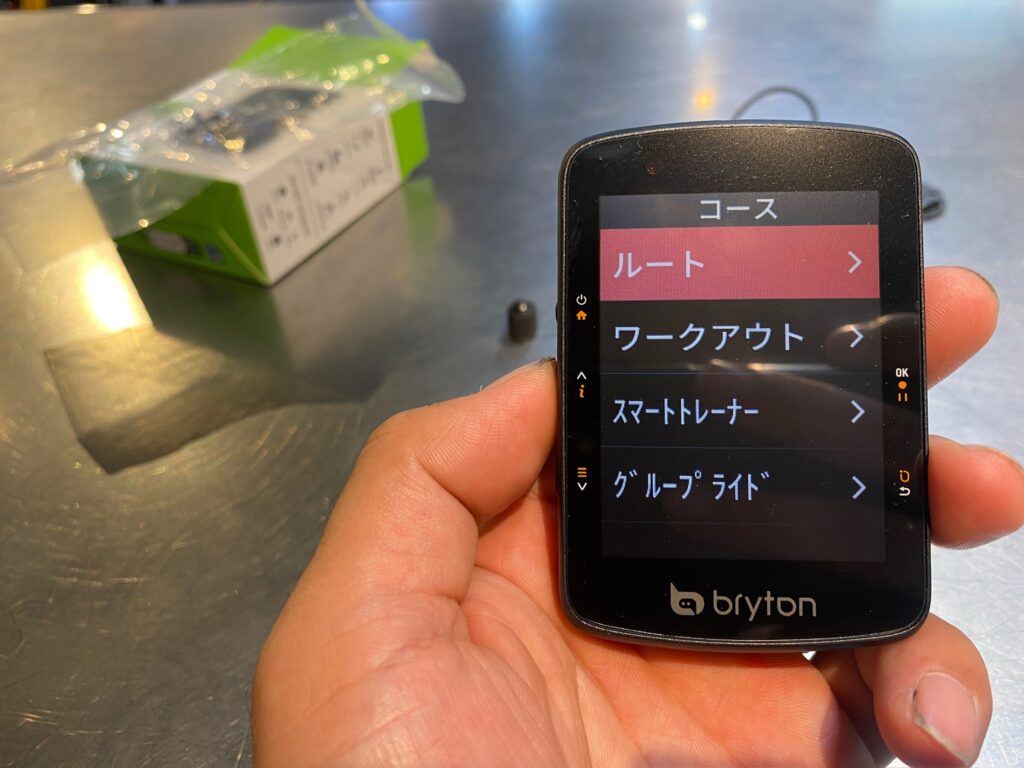 コース
ルート
ワークアウト
ｽﾏｰﾄﾄﾚｰﾅｰ
ｸﾞﾙｰﾌﾟﾗｲﾄﾞ
OK
bryton